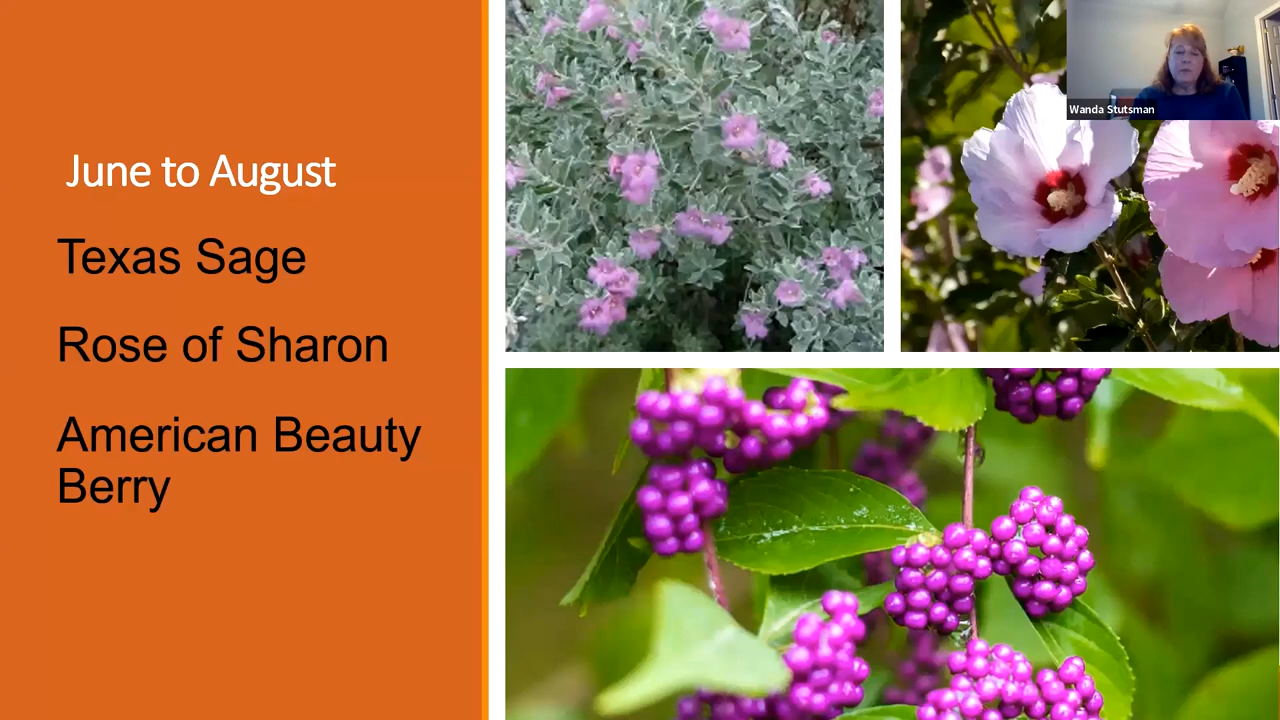 June to August
Texas Sage
Rose of Sharon
American Beauty
Berry
Wanda Stutsman